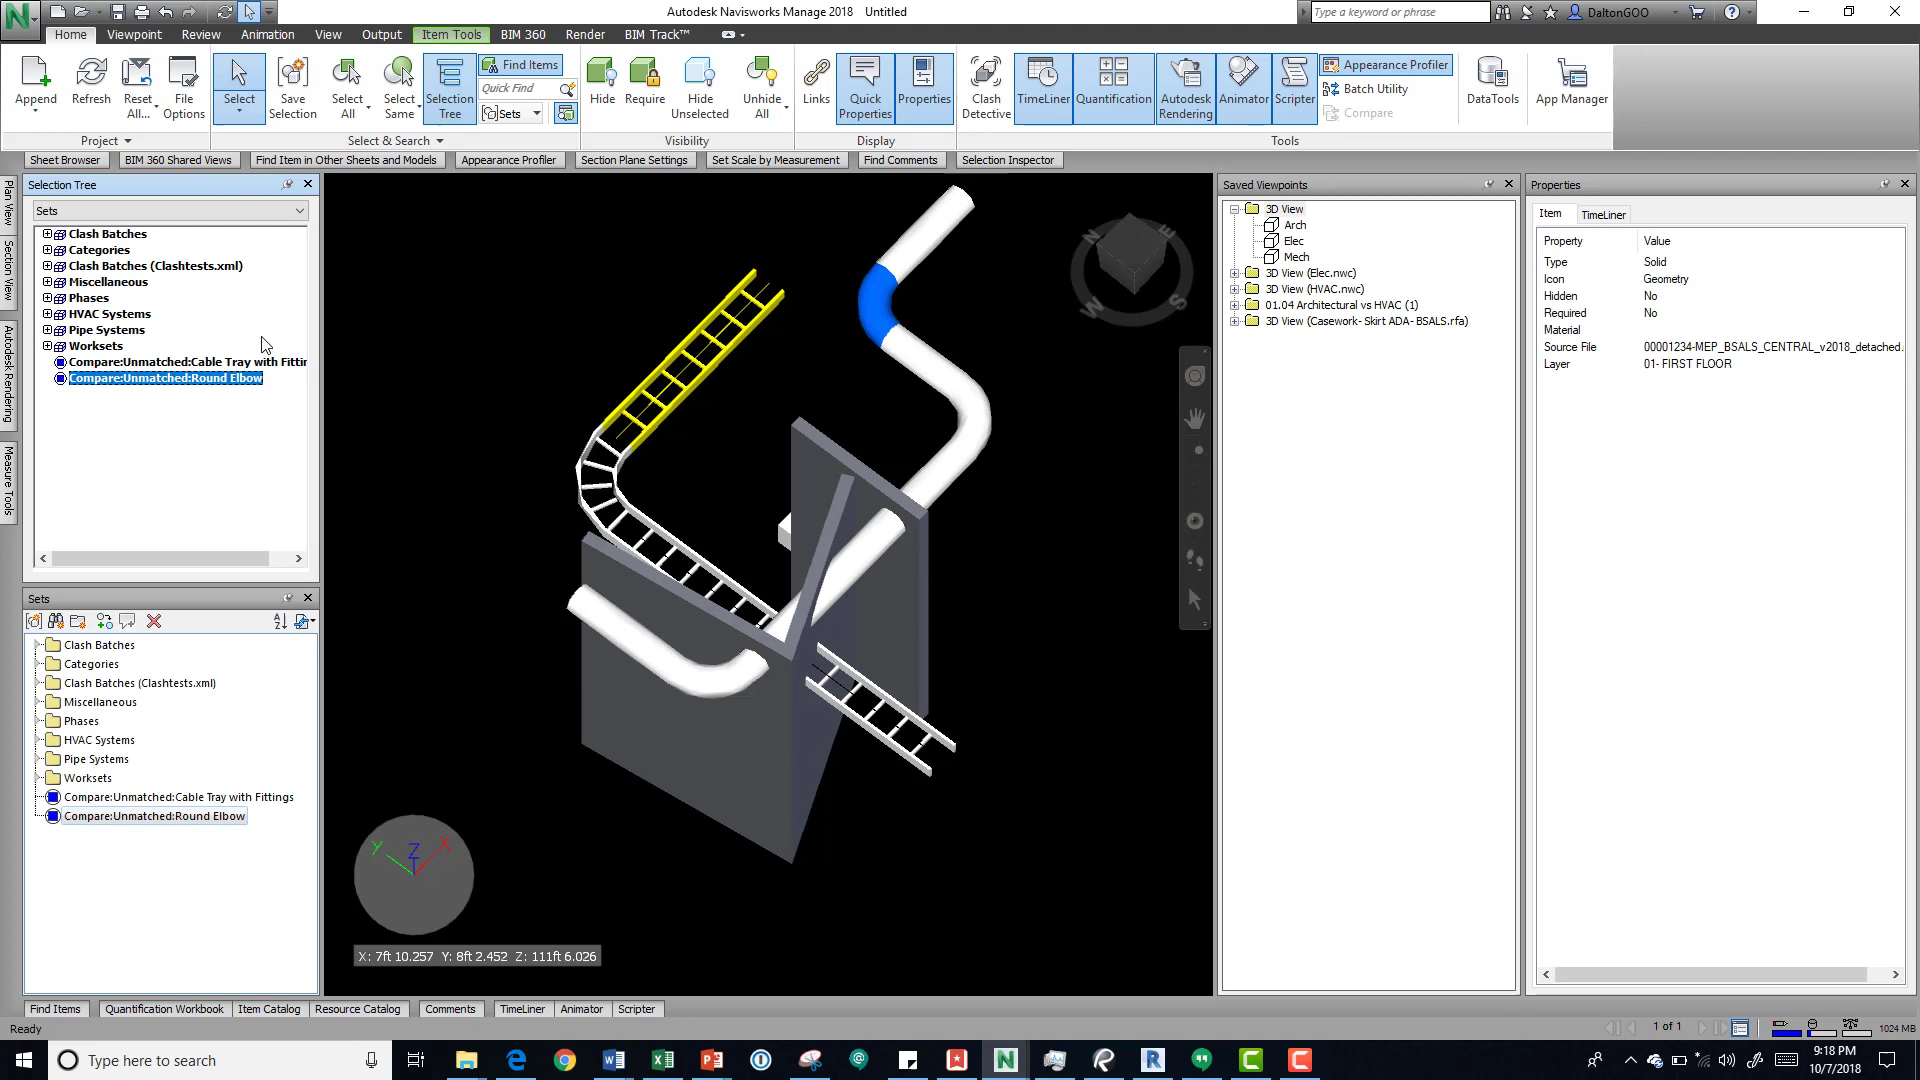 Autodesk Navisworks Manage 2018 Untitled
Type a keyword or phrase
DaltonGOO
Home Viewpoint Review Animation View Output Item Tools BIM 360 Render BIM Track™
Append
Refresh
Reset All...
File Options
Project
Select
Save Selection
Select All
Select Same
Selection Tree
Find Items
Quick Find
Sets
Select & Search
Hide
Require
Hide Unselected
Unhide All
Visibility
Links
Quick Properties
Properties
Display
Clash Detective
TimeLiner
Quantification
Autodesk Rendering
Animator
Scripter
Appearance Profiler
Batch Utility
Compare
Tools
DataTools
App Manager
Sheet Browser BIM 360 Shared Views Find Item in Other Sheets and Models Appearance Profiler Section Plane Settings Set Scale by Measurement Find Comments Selection Inspector
Plan View
Section View
Autodesk Rendering
Measure Tools
Selection Tree
Sets
Clash Batches
Categories
Clash Batches (Clashtests.xml)
Miscellaneous
Phases
HVAC Systems
Pipe Systems
Worksets
Compare:Unmatched:Cable Tray with Fittin
Compare:Unmatched:Round Elbow
Sets
Clash Batches
Categories
Clash Batches (Clashtests.xml)
Miscellaneous
Phases
HVAC Systems
Pipe Systems
Worksets
Compare:Unmatched:Cable Tray with Fittings
Compare:Unmatched:Round Elbow
N E W S
Y Z X
X: 7ft 10.257 Y: 8ft 2.452 Z: 111ft 6.026
Saved Viewpoints
3D View
Arch
Elec
Mech
3D View (Elec.nwc)
3D View (HVAC.nwc)
01.04 Architectural vs HVAC (1)
3D View (Casework- Skirt ADA- BSALS.rfa)
Properties
Item TimeLiner
Property Value
Type Solid
Icon Geometry
Hidden No
Required No
Material
Source File 00001234-MEP_BSALS_CENTRAL_v2018_detached.
Layer 01- FIRST FLOOR
Find Items Quantification Workbook Item Catalog Resource Catalog Comments TimeLiner Animator Scripter
Ready
1 of 1
1024 MB
Type here to search
9:18 PM
10/7/2018